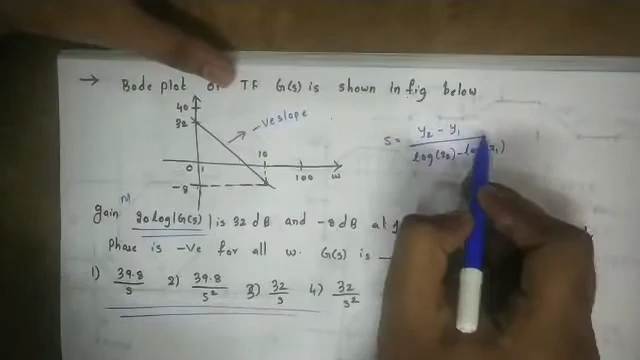 → Bode plot of TF G(s) is shown in fig below
40
32
-ve slope
0 1 10 100 w
-8
S = y₂ - y₁ / log(x₂) - log(x₁)
gain M 20 log|G(s)| is 32 dB and -8 dB at
Phase is -Ve for all w. G(s) is
1) 39.8/s 2) 39.8/s² 3) 32/s 4) 32/s²